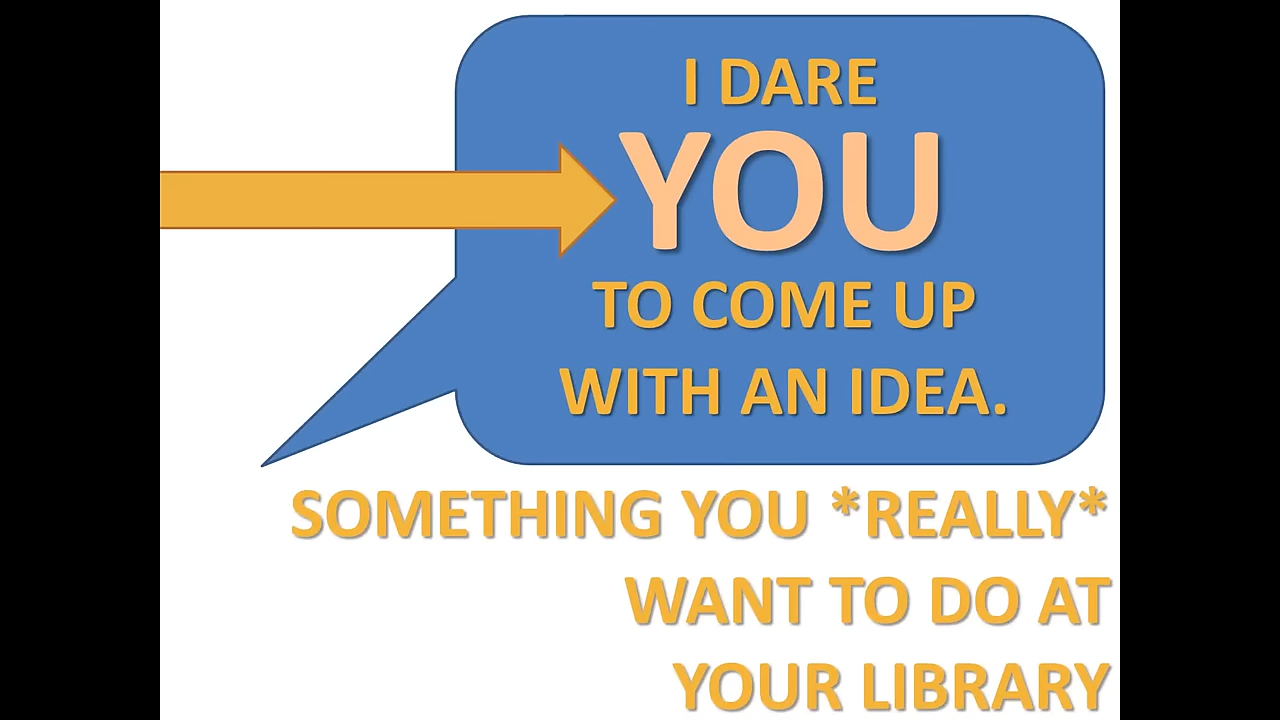 I DARE
YOU
TO COME UP
WITH AN IDEA.
SOMETHING YOU *REALLY*
WANT TO DO AT
YOUR LIBRARY